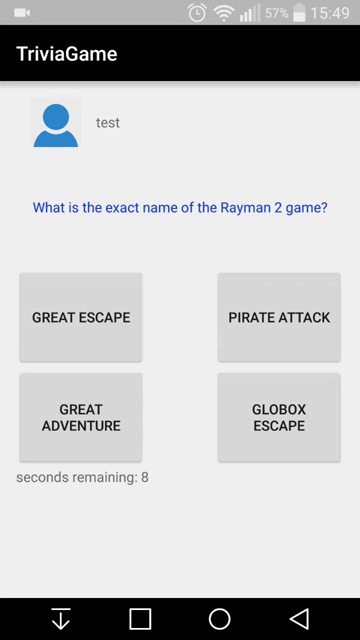 57% 15:49
TriviaGame
test
What is the exact name of the Rayman 2 game?
GREAT ESCAPE
PIRATE ATTACK
GREAT
ADVENTURE
GLOBOX
ESCAPE
seconds remaining: 8